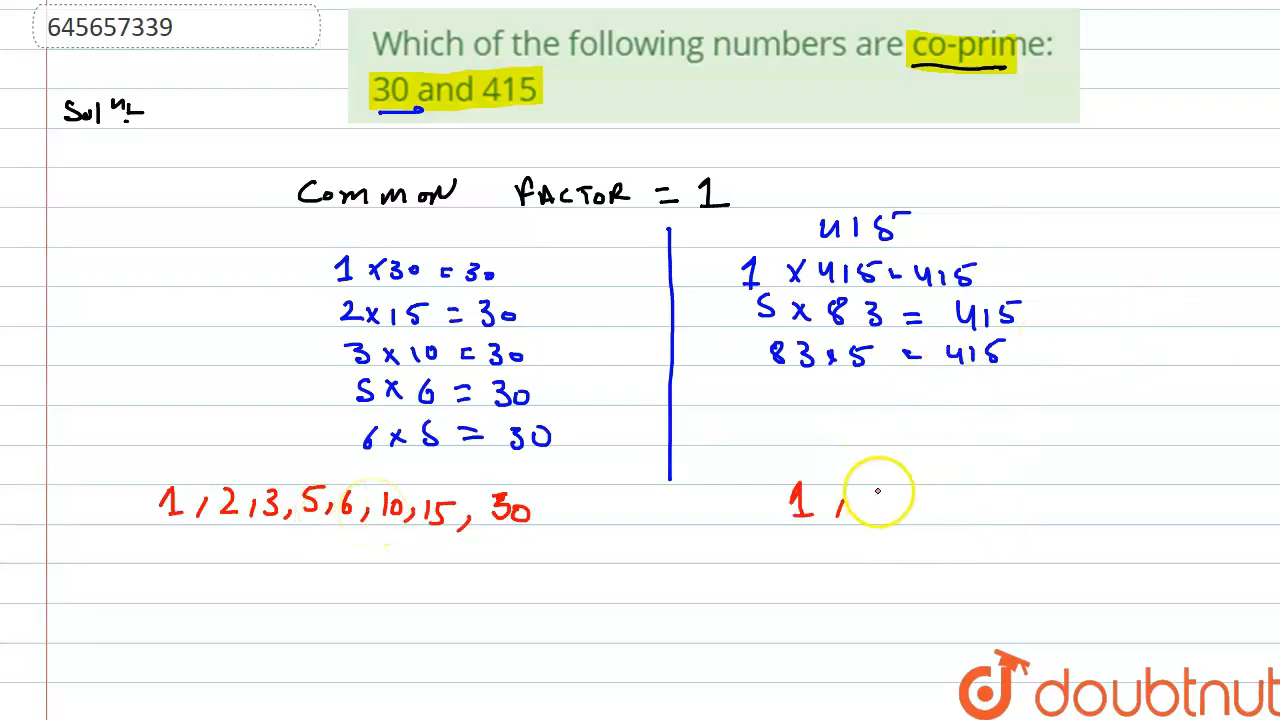 645657339
Which of the following numbers are co-prime:
30 and 415
Solⁿ:-
COMMON FACTOR = 1
415
1 × 30 = 30
1 × 415 = 415
2 × 15 = 30
5 × 83 = 415
3 × 10 = 30
83 × 5 = 415
5 × 6 = 30
6 × 5 = 30
1, 2, 3, 5, 6, 10, 15, 30
1,
doubtnut